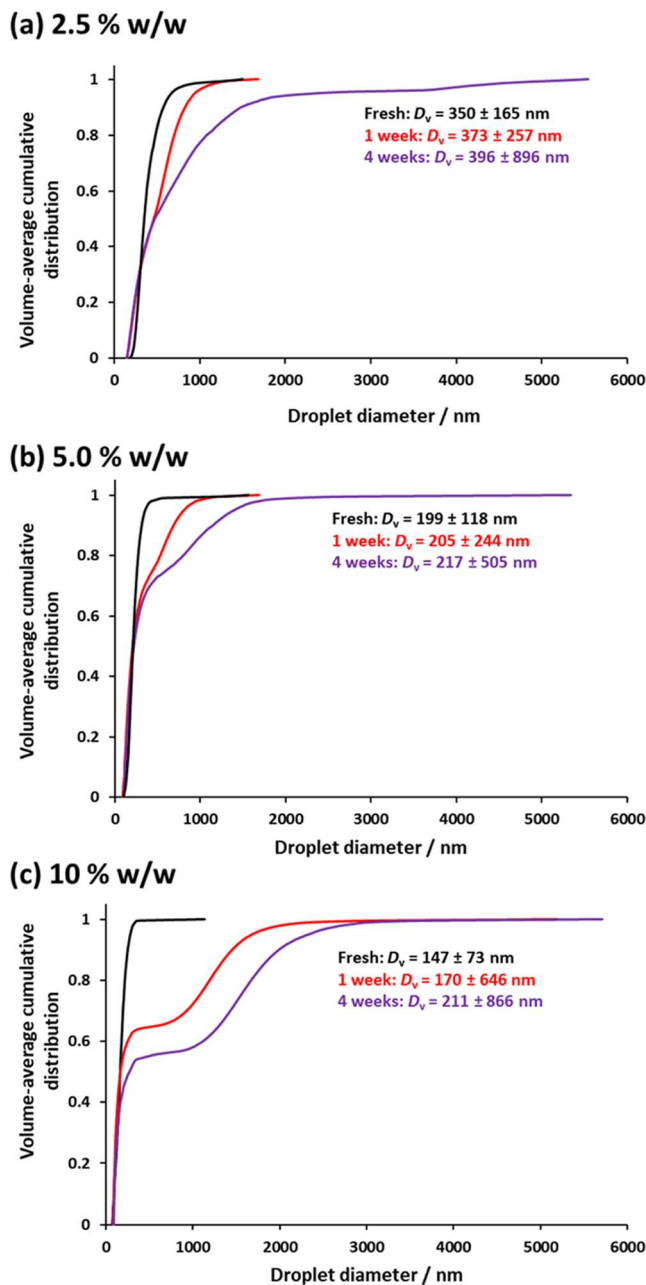 (a) 2.5 % w/w
Volume-average cumulative
distribution
1
0.8
0.6
0.4
0.2
0
Fresh: Dv = 350 ± 165 nm
1 week: Dv = 373 ± 257 nm
4 weeks: Dv = 396 ± 896 nm
0 1000 2000 3000 4000 5000 6000
Droplet diameter / nm
(b) 5.0 % w/w
Volume-average cumulative
distribution
1
0.8
0.6
0.4
0.2
0
Fresh: Dv = 199 ± 118 nm
1 week: Dv = 205 ± 244 nm
4 weeks: Dv = 217 ± 505 nm
0 1000 2000 3000 4000 5000 6000
Droplet diameter / nm
(c) 10 % w/w
Volume-average cumulative
distribution
1
0.8
0.6
0.4
0.2
0
Fresh: Dv = 147 ± 73 nm
1 week: Dv = 170 ± 646 nm
4 weeks: Dv = 211 ± 866 nm
0 1000 2000 3000 4000 5000 6000
Droplet diameter / nm